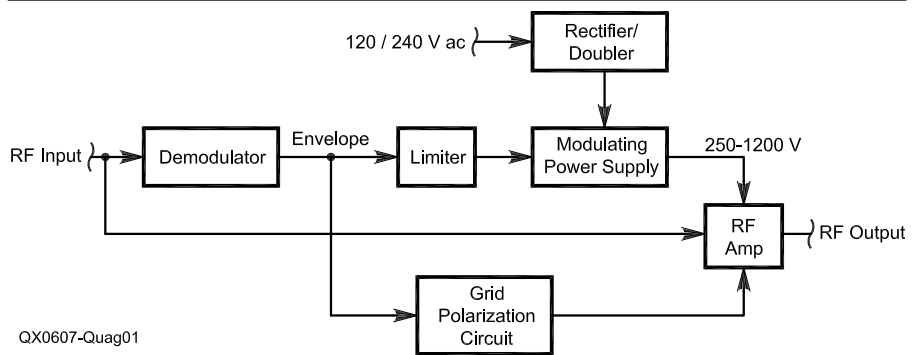 120 / 240 V ac
Rectifier/
Doubler
RF Input
Demodulator
Envelope
Limiter
Modulating
Power Supply
250-1200 V
RF
Amp
RF Output
Grid
Polarization
Circuit
QX0607-Quag01